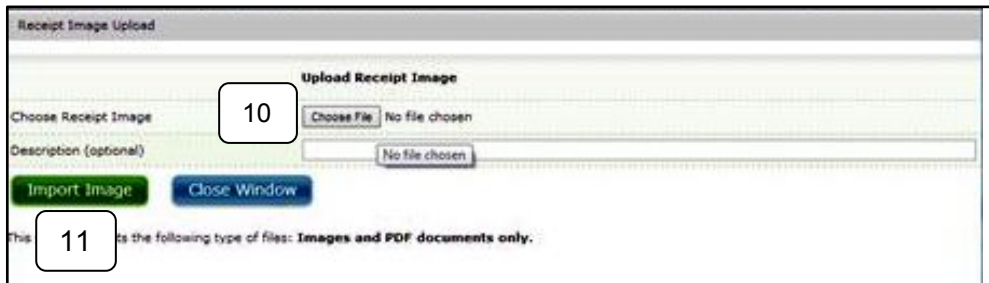 Receipt Image Upload
Upload Receipt Image
Choose Receipt Image 10 Choose File No file chosen
Description (optional) No file chosen
Import Image Close Window
This 11 ts the following type of files: Images and PDF documents only.